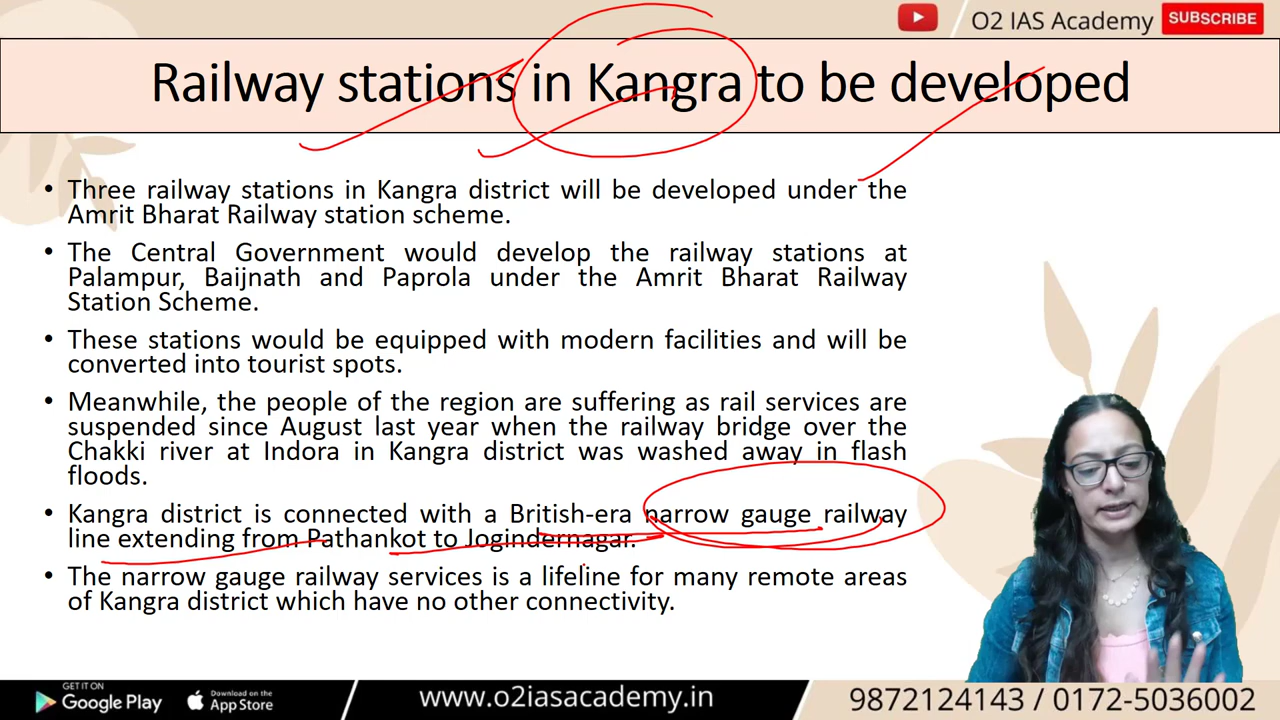 O2 IAS Academy SUBSCRIBE
Railway stations in Kangra to be developed
• Three railway stations in Kangra district will be developed under the
Amrit Bharat Railway station scheme.
• The Central Government would develop the railway stations at
Palampur, Baijnath and Paprola under the Amrit Bharat Railway
Station Scheme.
• These stations would be equipped with modern facilities and will be
converted into tourist spots.
• Meanwhile, the people of the region are suffering as rail services are
suspended since August last year when the railway bridge over the
Chakki river at Indora in Kangra district was washed away in flash
floods.
• Kangra district is connected with a British-era narrow gauge railway
line extending from Pathankot to Jogindernagar.
• The narrow gauge railway services is a lifeline for many remote areas
of Kangra district which have no other connectivity.
GET IT ON
Google Play
Download on the
App Store
www.o2iasacademy.in
9872124143 / 0172-5036002